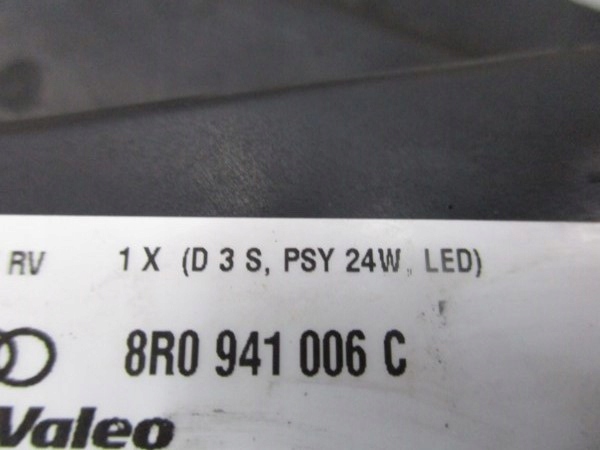 RV 1 X (D 3 S, PSY 24W, LED)
8R0 941 006 C
Valeo